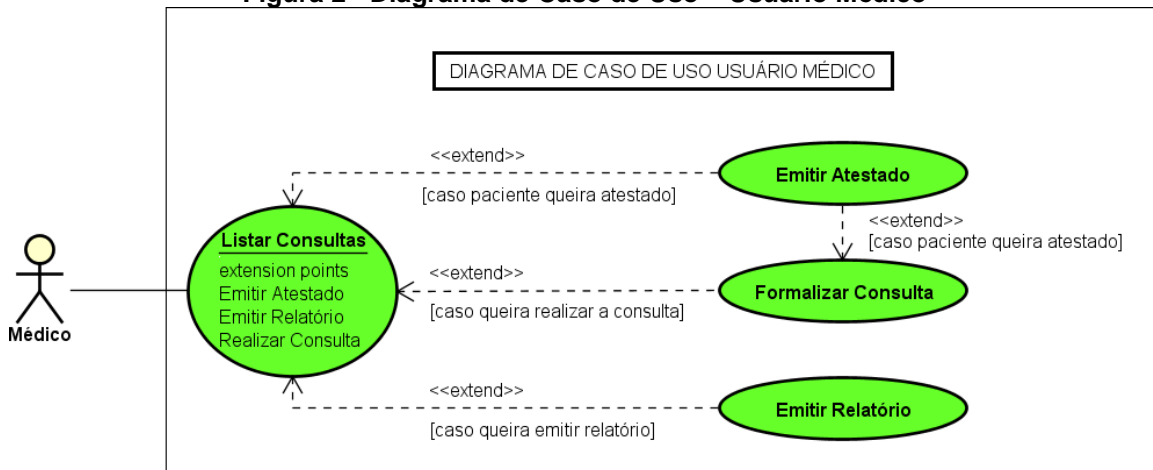 Figura 2 - Diagrama de Caso de Uso – Usuário Médico
DIAGRAMA DE CASO DE USO USUÁRIO MÉDICO
<<extend>>
[caso paciente queira atestado]
Emitir Atestado
<<extend>>
[caso paciente queira atestado]
Listar Consultas
extension points
Emitir Atestado
Emitir Relatório
Realizar Consulta
Médico
<<extend>>
[caso queira realizar a consulta]
Formalizar Consulta
<<extend>>
[caso queira emitir relatório]
Emitir Relatório